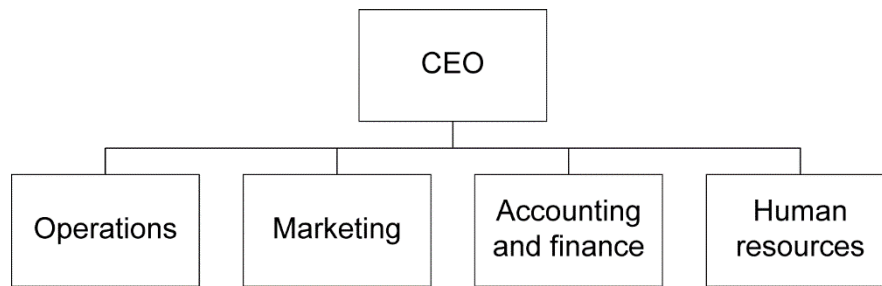 CEO
Operations
Marketing
Accounting
and finance
Human
resources